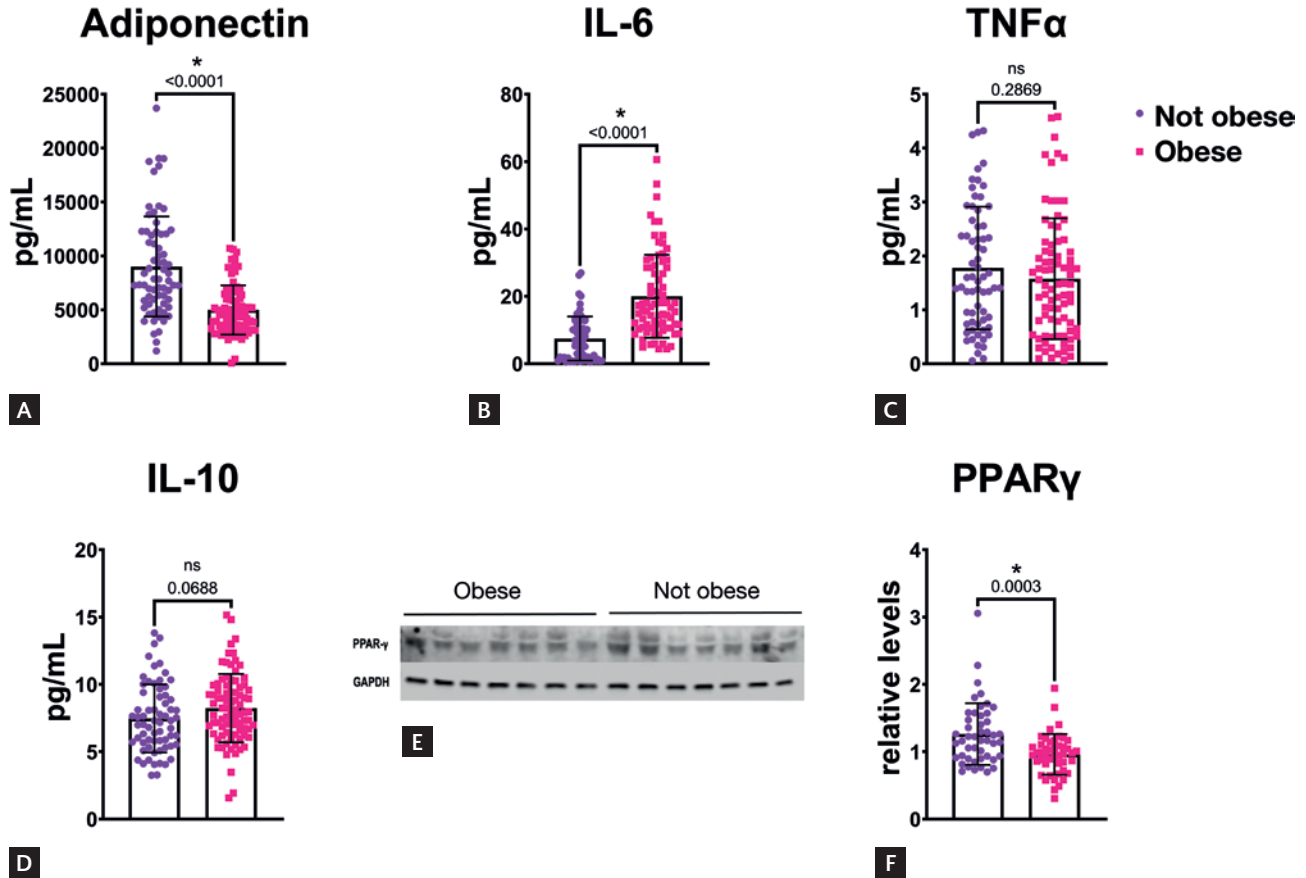 Adiponectin
*
<0.0001
25000
20000
15000
10000
5000
0
pg/mL
A
IL-6
*
<0.0001
80
60
40
20
0
pg/mL
B
TNFα
ns
0.2869
5
4
3
2
1
0
pg/mL
C
Not obese
Obese
IL-10
ns
0.0688
20
15
10
5
0
pg/mL
D
Obese
Not obese
PPAR-γ
GAPDH
E
PPARγ
*
0.0003
4
3
2
1
0
relative levels
F